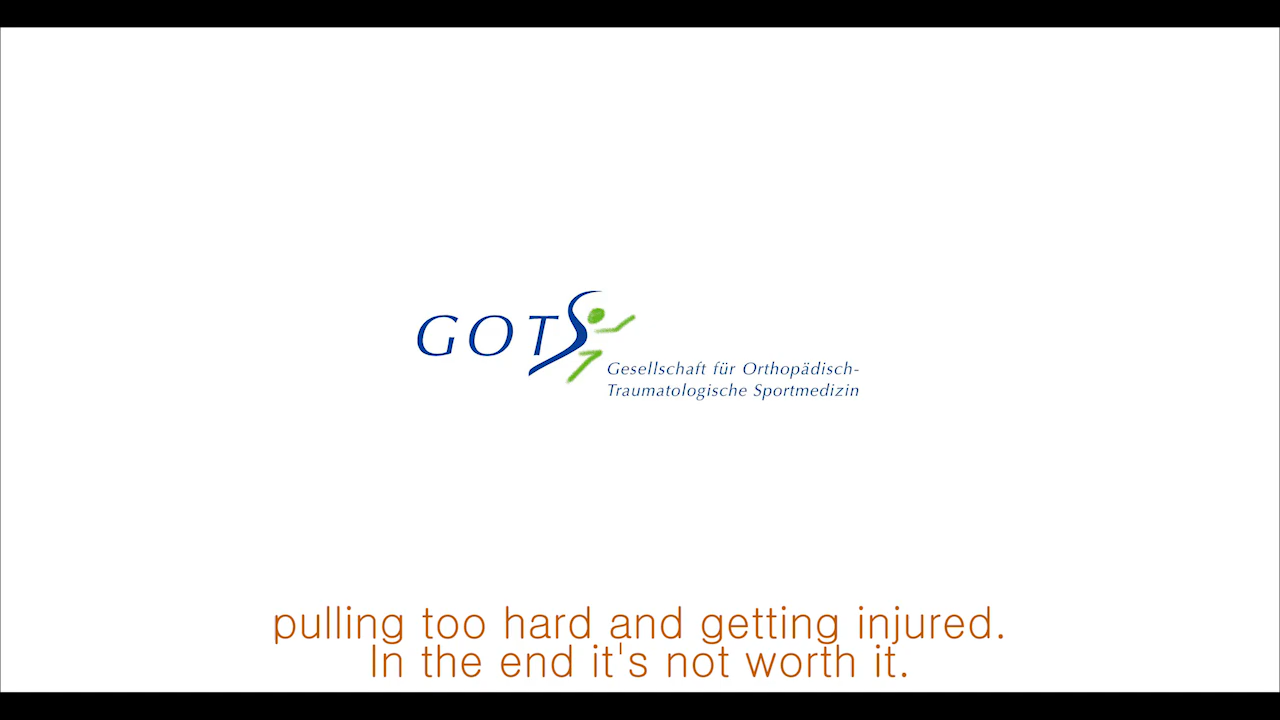 GOTS
Gesellschaft für Orthopädisch-
Traumatologische Sportmedizin
pulling too hard and getting injured.
In the end it's not worth it.